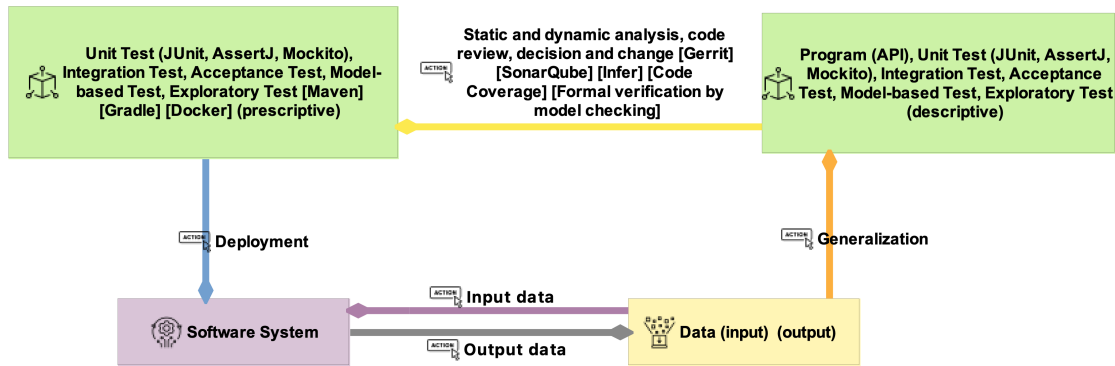 Unit Test (JUnit, AssertJ, Mockito),
Integration Test, Acceptance Test, Model-
based Test, Exploratory Test [Maven]
[Gradle] [Docker] (prescriptive)
Static and dynamic analysis, code
review, decision and change [Gerrit]
[SonarQube] [Infer] [Code
Coverage] [Formal verification by
model checking]
ACTION
Program (API), Unit Test (JUnit, AssertJ,
Mockito), Integration Test, Acceptance
Test, Model-based Test, Exploratory Test
(descriptive)
ACTION
Deployment
ACTION
Generalization
ACTION
Input data
Software System
Data (input) (output)
ACTION
Output data